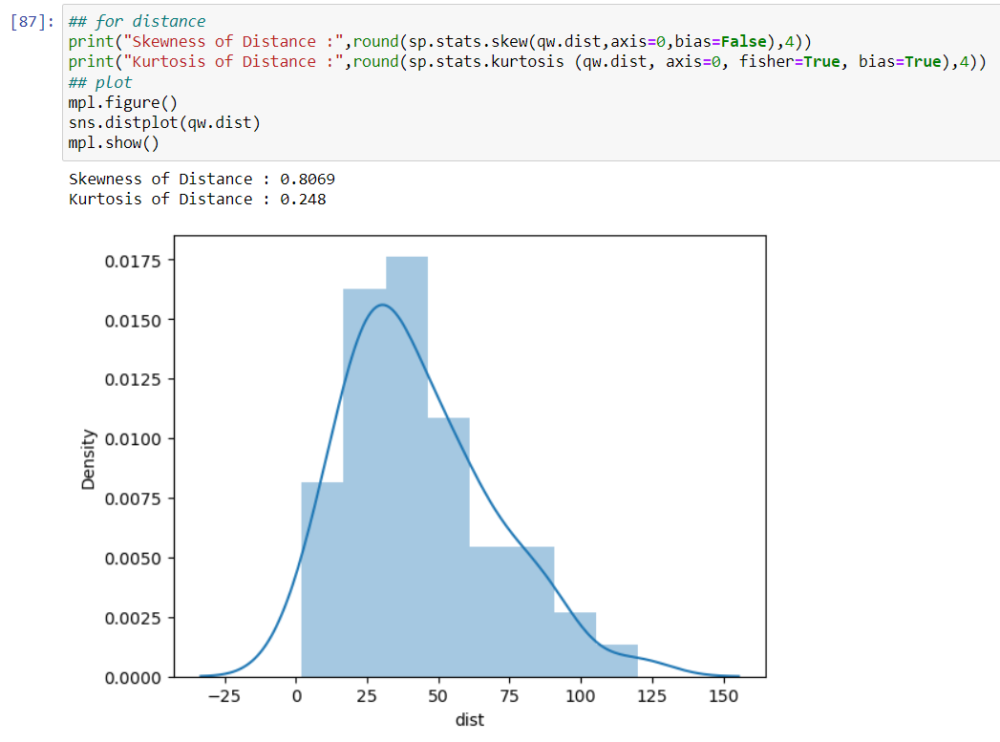 [87]: ## for distance
print("Skewness of Distance :",round(sp.stats.skew(qw.dist,axis=0,bias=False),4))
print("Kurtosis of Distance :",round(sp.stats.kurtosis (qw.dist, axis=0, fisher=True, bias=True),4))
## plot
mpl.figure()
sns.distplot(qw.dist)
mpl.show()
Skewness of Distance : 0.8069
Kurtosis of Distance : 0.248
0.0175
0.0150
0.0125
0.0100
0.0075
0.0050
0.0025
0.0000
Density
−25 0 25 50 75 100 125 150
dist